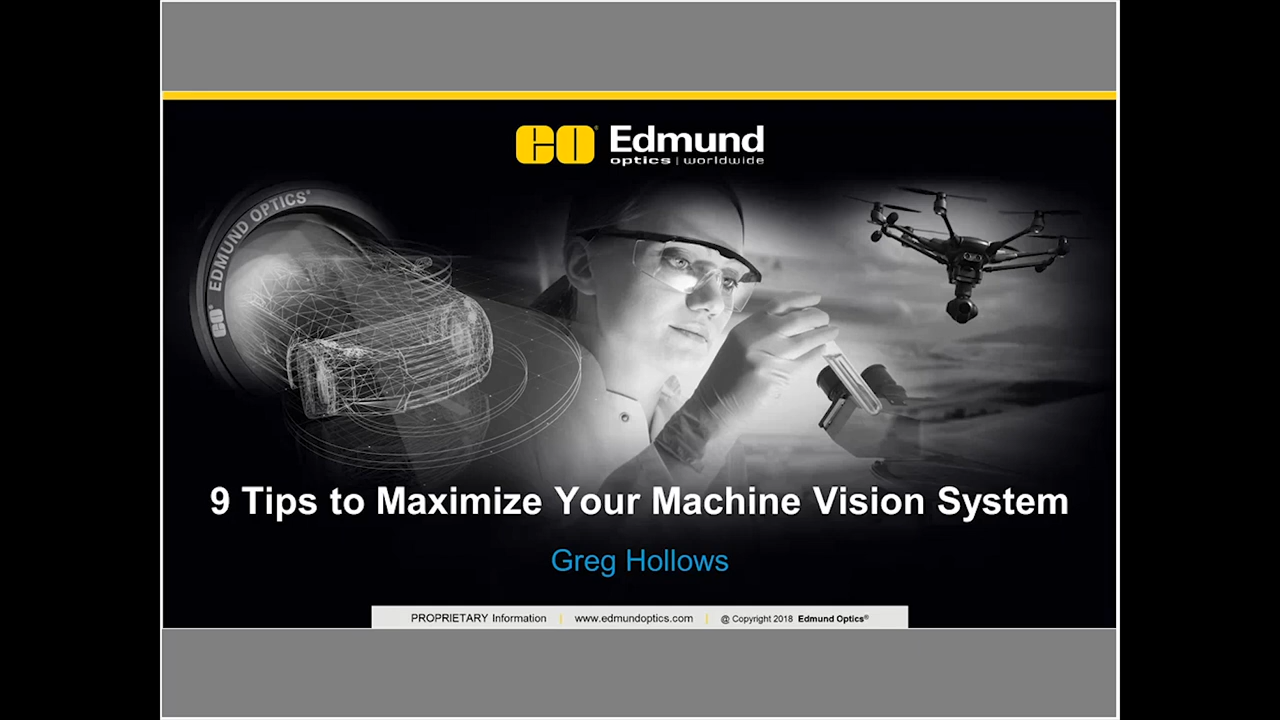 EO® Edmund
optics | worldwide
EO® EDMUND OPTICS®
9 Tips to Maximize Your Machine Vision System
Greg Hollows
PROPRIETARY Information | www.edmundoptics.com | @ Copyright 2018 Edmund Optics®